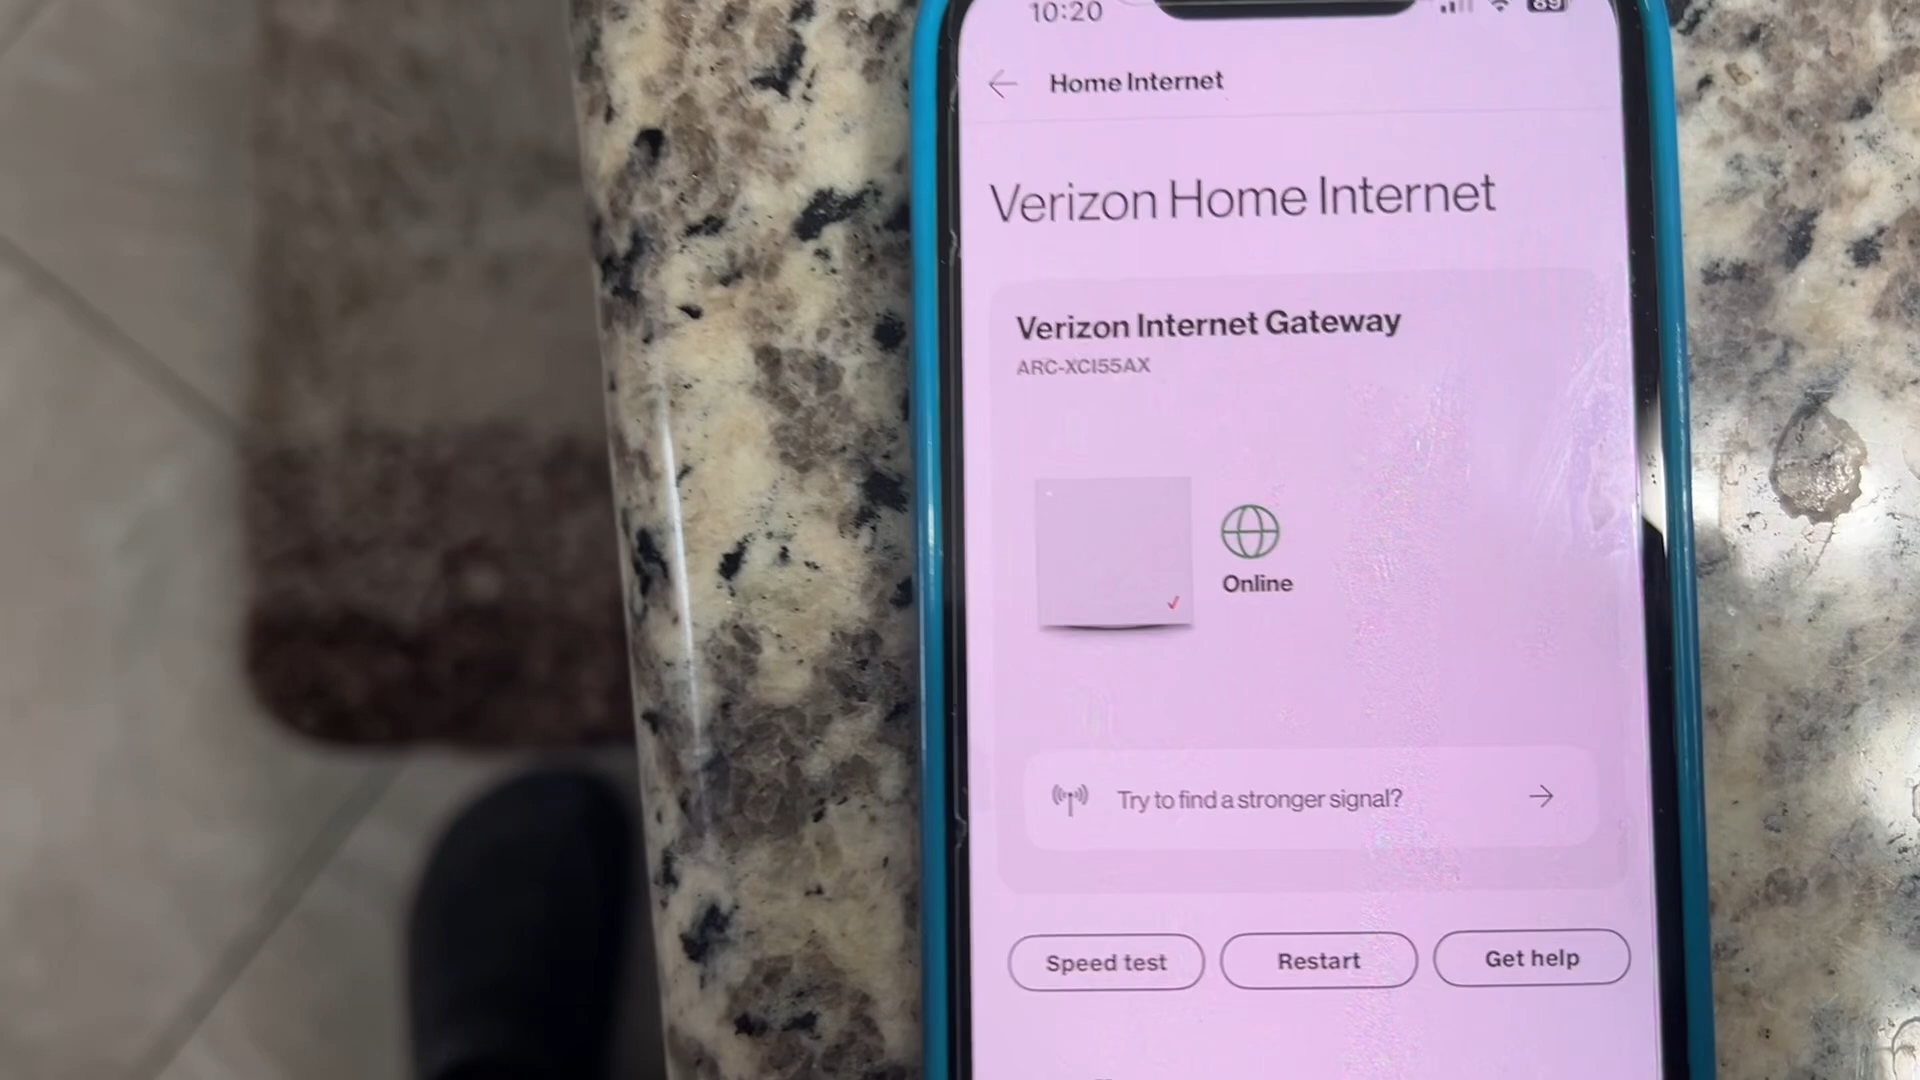 10:20
89
Home Internet
Verizon Home Internet
Verizon Internet Gateway
ARC-XCI55AX
Online
Try to find a stronger signal?
Speed test
Restart
Get help